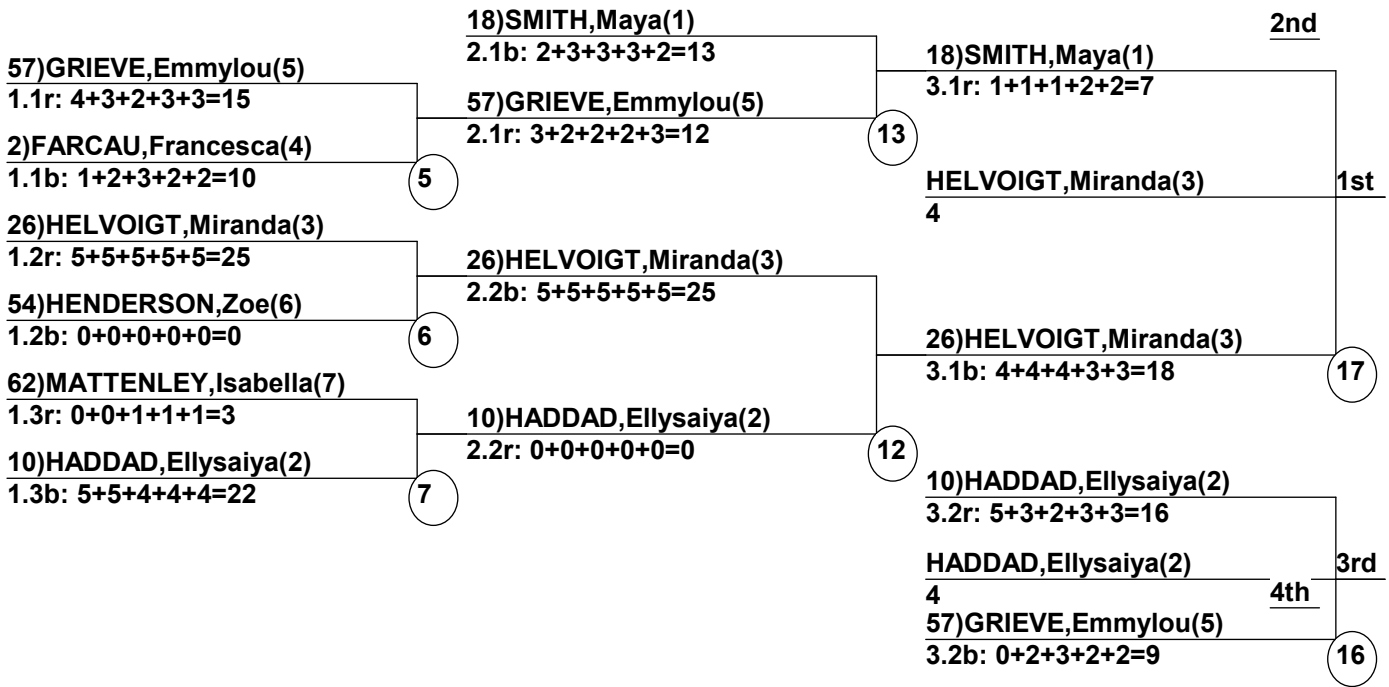 57)GRIEVE,Emmylou(5)
1.1r: 4+3+2+3+3=15
2)FARCAU,Francesca(4)
1.1b: 1+2+3+2+2=10
5
26)HELVOIGT,Miranda(3)
1.2r: 5+5+5+5+5=25
54)HENDERSON,Zoe(6)
1.2b: 0+0+0+0+0=0
6
62)MATTENLEY,Isabella(7)
1.3r: 0+0+1+1+1=3
10)HADDAD,Ellysaiya(2)
1.3b: 5+5+4+4+4=22
7
18)SMITH,Maya(1)
2.1b: 2+3+3+3+2=13
57)GRIEVE,Emmylou(5)
2.1r: 3+2+2+2+3=12
13
26)HELVOIGT,Miranda(3)
2.2b: 5+5+5+5+5=25
10)HADDAD,Ellysaiya(2)
2.2r: 0+0+0+0+0=0
12
2nd
18)SMITH,Maya(1)
3.1r: 1+1+1+2+2=7
HELVOIGT,Miranda(3)
1st
4
26)HELVOIGT,Miranda(3)
3.1b: 4+4+4+3+3=18
17
10)HADDAD,Ellysaiya(2)
3.2r: 5+3+2+3+3=16
HADDAD,Ellysaiya(2)
3rd
4
4th
57)GRIEVE,Emmylou(5)
3.2b: 0+2+3+2+2=9
16